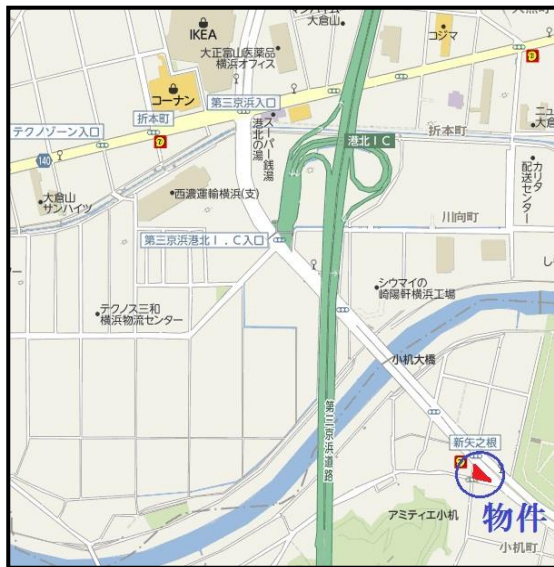 IKEA
大倉山
コジマ
大正富山医薬品
横浜オフィス
コーナン
テクノゾーン入口
折本町
第三京浜入口
スーパー銭湯
港北の湯
港北IC
折本町
140
大倉山
サンハイツ
西濃運輸横浜(支)
カリタ
配送センター
川向町
第三京浜港北I.C入口
シウマイの
崎陽軒横浜工場
テクノス三和
横浜物流センター
小机大橋
第三京浜道路
新矢之根
アミティエ小机
物件
小机町